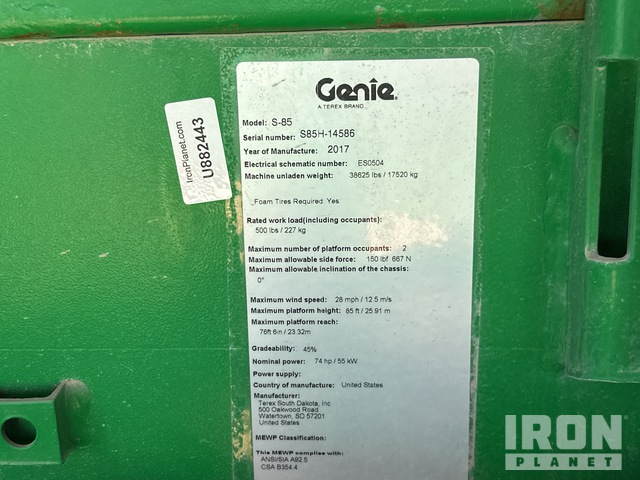 Genie
A TEREX BRAND
Model: S-85
Serial number: S85H-14586
Year of Manufacture: 2017
Electrical schematic number: ES0504
Machine unladen weight: 38625 lbs / 17520 kg
_Foam Tires Required. Yes
Rated work load(including occupants):
500 lbs / 227 kg
Maximum number of platform occupants: 2
Maximum allowable side force: 150 lbf 667 N
Maximum allowable inclination of the chassis:
0°
Maximum wind speed: 28 mph / 12.5 m/s
Maximum platform height: 85 ft / 25.91 m
Maximum platform reach:
76ft 6in / 23.32m
Gradeability: 45%
Nominal power: 74 hp / 55 kW
Power supply:
Country of manufacture: United States
Manufacturer:
Terex South Dakota, Inc
500 Oakwood Road
Watertown, SD 57201
United States
MEWP Classification:
This MEWP complies with:
ANSI/SIA A92.5
CSA B354.4
IronPlanet.com
U882443
IRON
PLANET